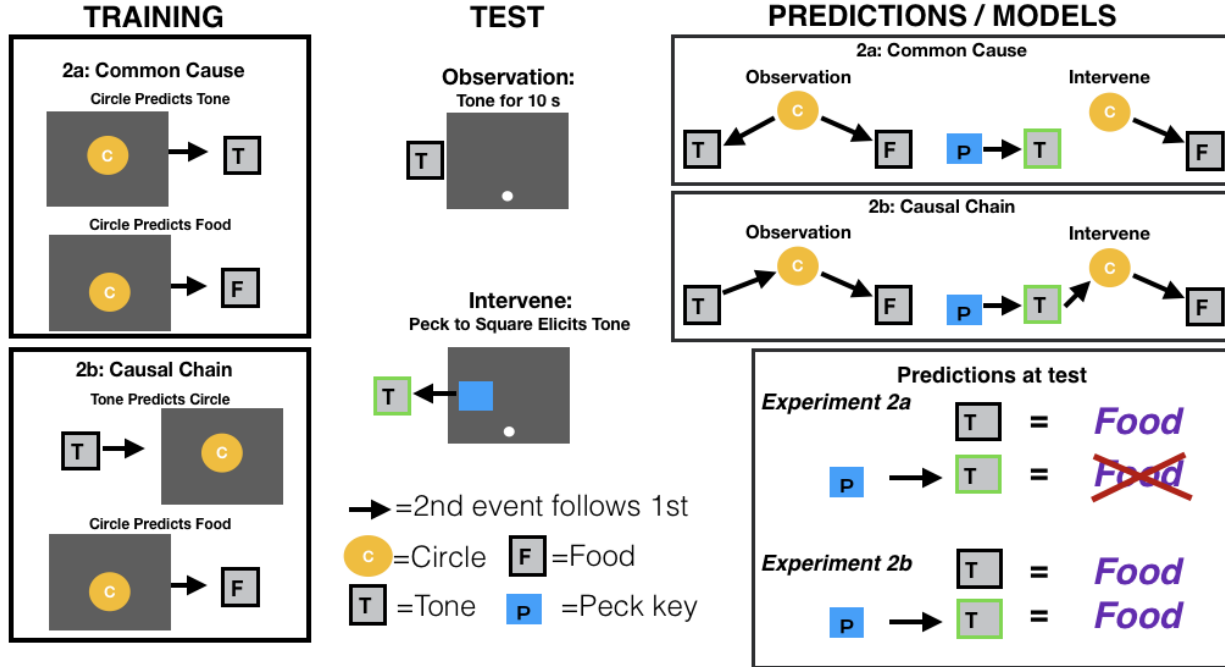 TRAINING
2a: Common Cause
Circle Predicts Tone
C
T
Circle Predicts Food
C
F
2b: Causal Chain
Tone Predicts Circle
T
C
Circle Predicts Food
C
F
TEST
Observation:
Tone for 10 s
T
Intervene:
Peck to Square Elicits Tone
T
=2nd event follows 1st
C =Circle F =Food
T =Tone P =Peck key
PREDICTIONS / MODELS
2a: Common Cause
Observation Intervene
C C
T F P T F
2b: Causal Chain
Observation Intervene
C C
T F P T F
Predictions at test
Experiment 2a
T = Food
P T = Food
Experiment 2b
T = Food
P T = Food